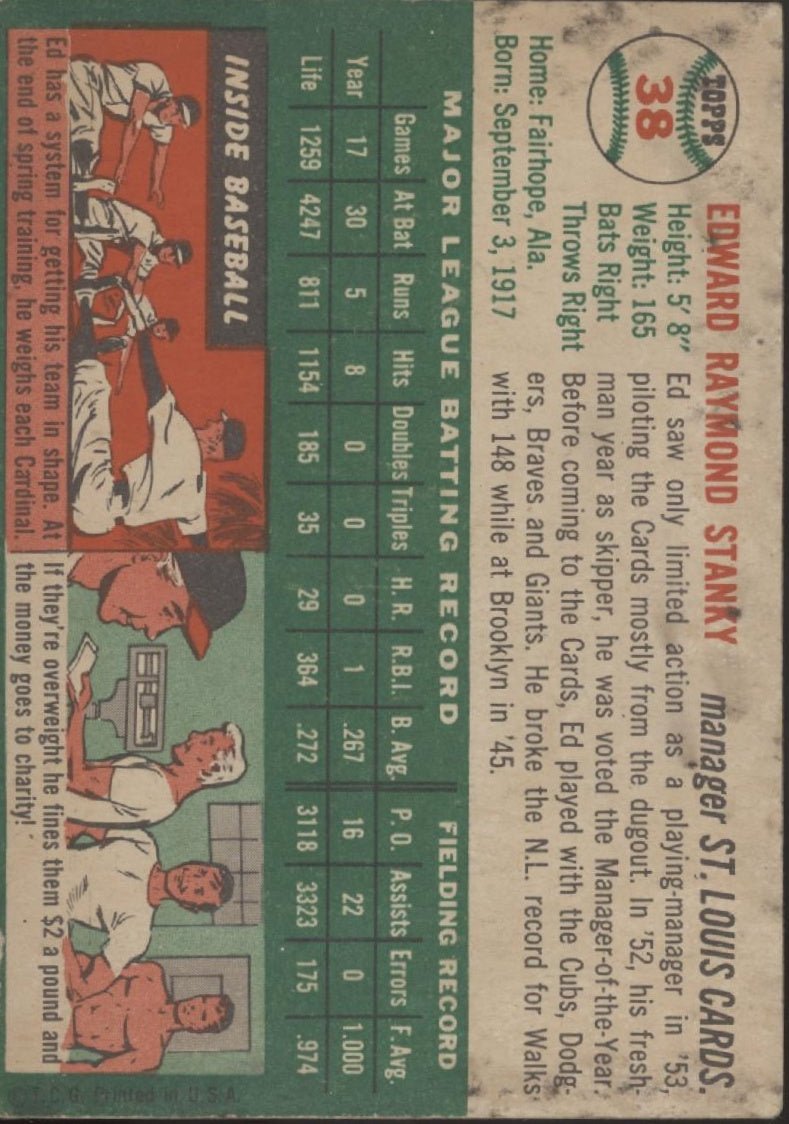 TOPPS
38
EDWARD RAYMOND STANKY manager ST. LOUIS CARDS.
Height: 5' 8"
Weight: 165
Bats Right
Throws Right
Home: Fairhope, Ala.
Born: September 3, 1917
Ed saw only limited action as a playing-manager in '53,
piloting the Cards mostly from the dugout. In '52, his fresh-
man year as skipper, he was voted the Manager-of-the-Year.
Before coming to the Cards, Ed played with the Cubs, Dodg-
ers, Braves and Giants. He broke the N.L. record for Walks
with 148 while at Brooklyn in '45.
MAJOR LEAGUE BATTING RECORD FIELDING RECORD
Games At Bat Runs Hits Doubles Triples H. R. R.B.I. B. Avg. P. O. Assists Errors F. Avg.
Year 17 30 5 8 0 0 0 1 .267 16 22 0 1.000
Life 1259 4247 811 1154 185 35 29 364 .272 3118 3323 175 .974
INSIDE BASEBALL
Ed has a system for getting his team in shape. At
the end of spring training, he weighs each Cardinal.
If they're overweight he fines them $2 a pound and
the money goes to charity!
© T. C. G. Printed in U. S. A.